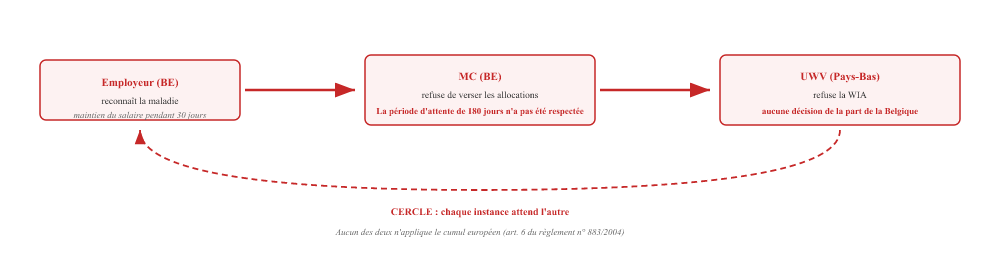 Employeur (BE)
reconnaît la maladie
maintien du salaire pendant 30 jours
MC (BE)
refuse de verser les allocations
La période d'attente de 180 jours n'a pas été respectée
UWV (Pays-Bas)
refuse la WIA
aucune décision de la part de la Belgique
CERCLE : chaque instance attend l'autre
Aucun des deux n'applique le cumul européen (art. 6 du règlement n° 883/2004)